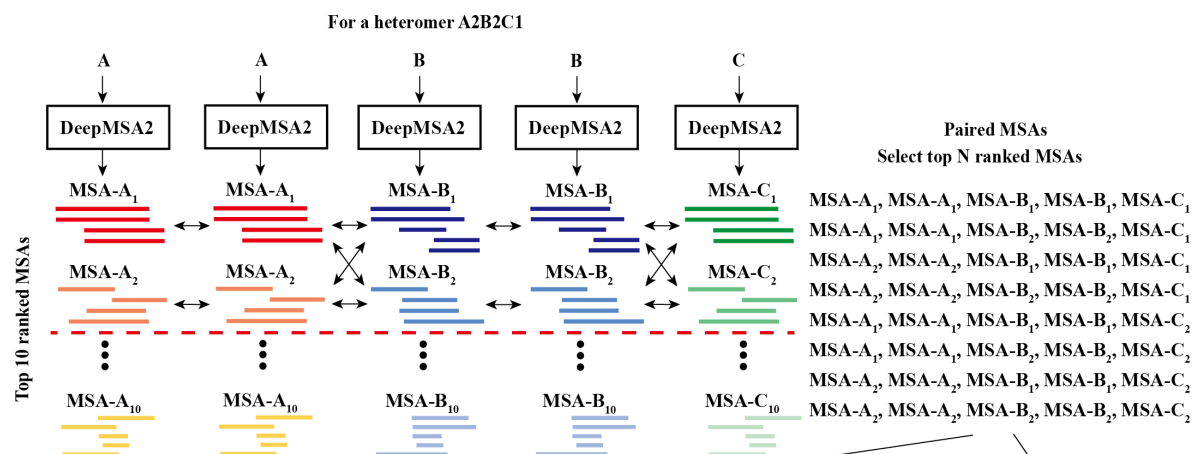 For a heteromer A2B2C1
A A B B C
DeepMSA2 DeepMSA2 DeepMSA2 DeepMSA2 DeepMSA2
MSA-A₁ MSA-A₁ MSA-B₁ MSA-B₁ MSA-C₁
MSA-A₂ MSA-A₂ MSA-B₂ MSA-B₂ MSA-C₂
MSA-A₁₀ MSA-A₁₀ MSA-B₁₀ MSA-B₁₀ MSA-C₁₀
Top 10 ranked MSAs
Paired MSAs
Select top N ranked MSAs
MSA-A₁, MSA-A₁, MSA-B₁, MSA-B₁, MSA-C₁
MSA-A₁, MSA-A₁, MSA-B₂, MSA-B₂, MSA-C₁
MSA-A₂, MSA-A₂, MSA-B₁, MSA-B₁, MSA-C₁
MSA-A₂, MSA-A₂, MSA-B₂, MSA-B₂, MSA-C₁
MSA-A₁, MSA-A₁, MSA-B₁, MSA-B₁, MSA-C₂
MSA-A₁, MSA-A₁, MSA-B₂, MSA-B₂, MSA-C₂
MSA-A₂, MSA-A₂, MSA-B₁, MSA-B₁, MSA-C₂
MSA-A₂, MSA-A₂, MSA-B₂, MSA-B₂, MSA-C₂